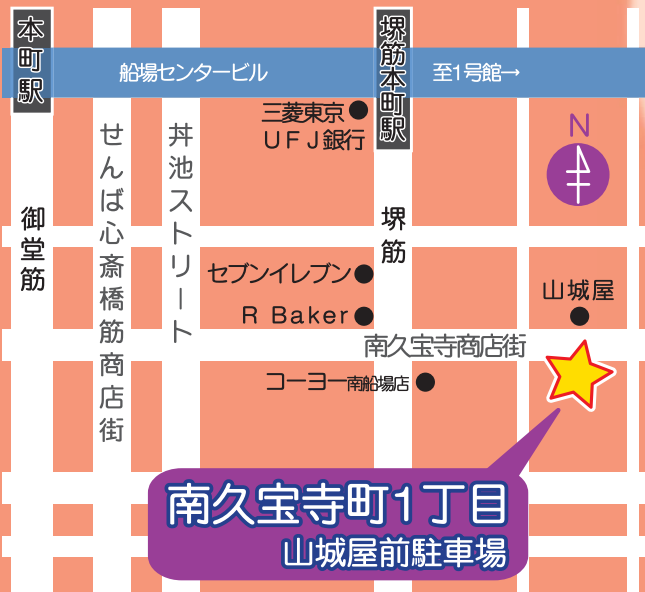 本町駅
堺筋本町駅
船場センタービル
至1号館→
三菱東京
UFJ銀行
N
せんば心斎橋筋商店街
丼池ストリート
御堂筋
堺筋
セブンイレブン
R Baker
山城屋
南久宝寺商店街
コーヨー南船場店
南久宝寺町1丁目
山城屋前駐車場